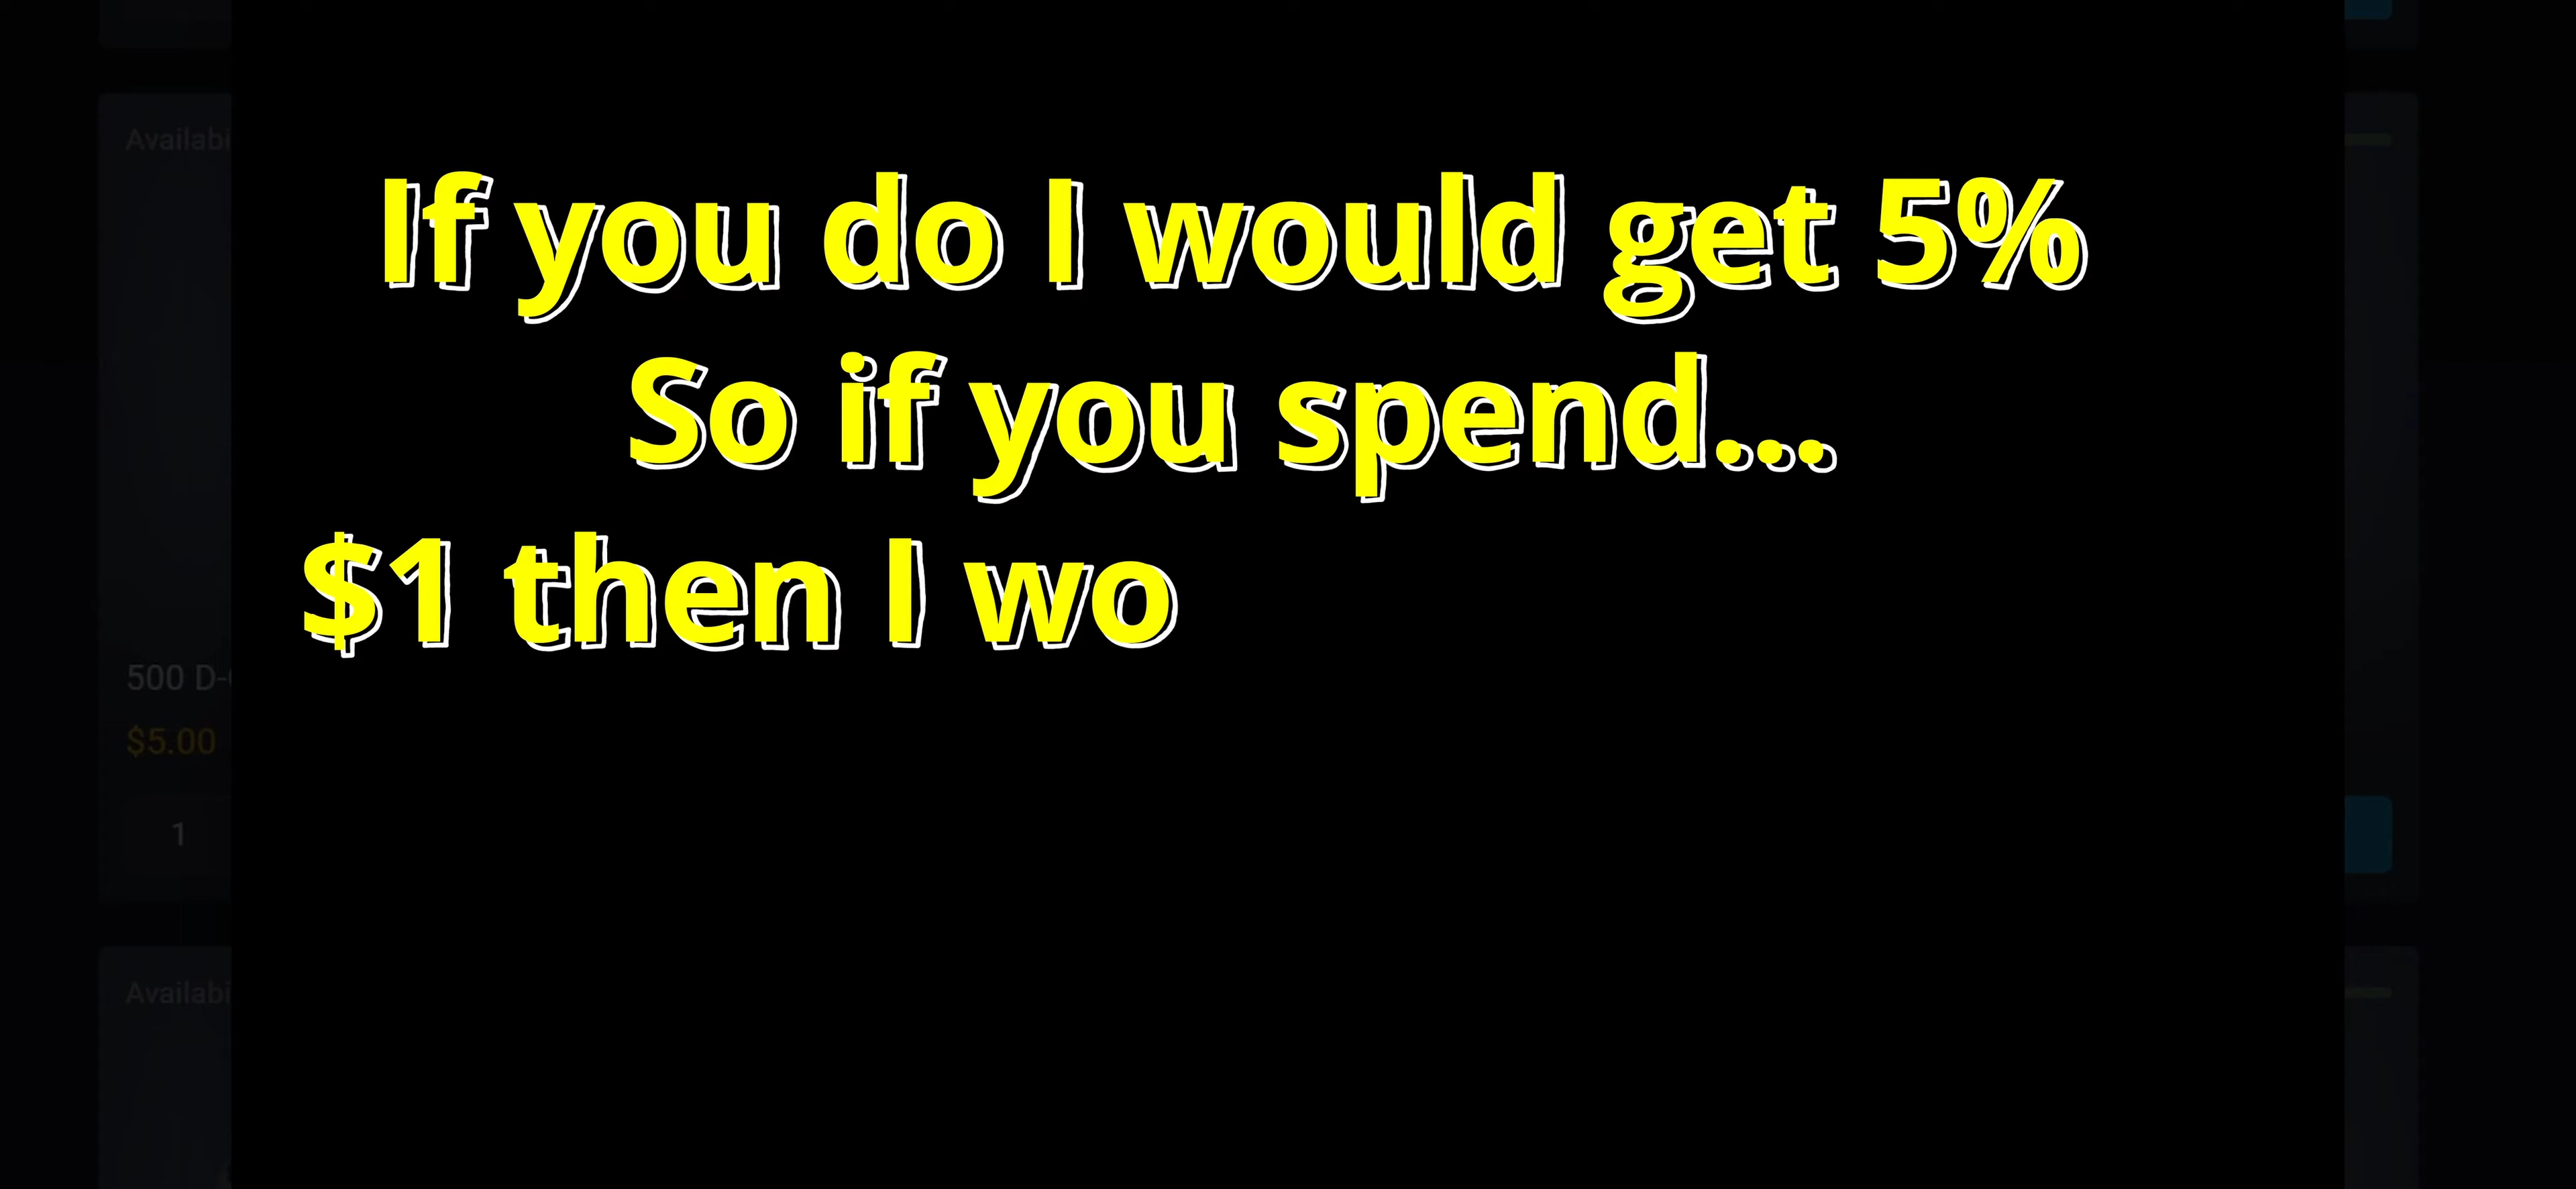 Availabi
If you do I would get 5%
So if you spend...
$1 then I wo
500 D-
$5.00
1
Availabi